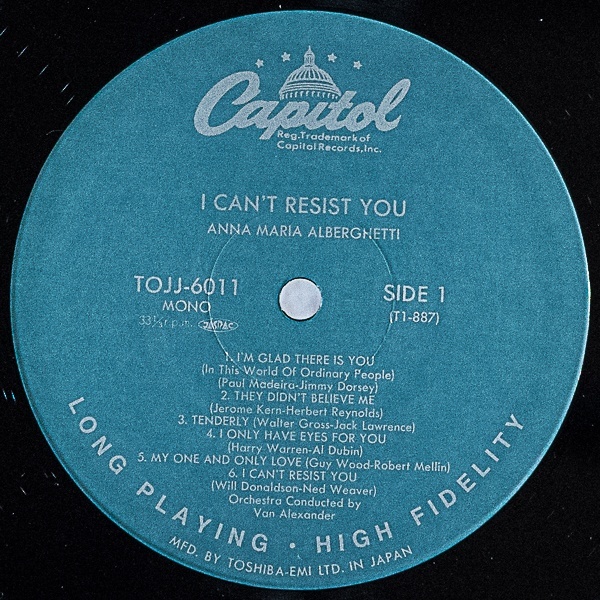 Capitol
Reg. Trademark of
Capitol Records, Inc.
I CAN'T RESIST YOU
ANNA MARIA ALBERGHETTI
TOJJ-6011
MONO
33⅓ r.p.m. JASRAC
SIDE 1
(T1-887)
1. I'M GLAD THERE IS YOU
(In This World Of Ordinary People)
(Paul Madeira-Jimmy Dorsey)
2. THEY DIDN'T BELIEVE ME
(Jerome Kern-Herbert Reynolds)
3. TENDERLY (Walter Gross-Jack Lawrence)
4. I ONLY HAVE EYES FOR YOU
(Harry Warren-Al Dubin)
5. MY ONE AND ONLY LOVE (Guy Wood-Robert Mellin)
6. I CAN'T RESIST YOU
(Will Donaldson-Ned Weaver)
Orchestra Conducted by
Van Alexander
LONG PLAYING · HIGH FIDELITY
MFD. BY TOSHIBA-EMI LTD. IN JAPAN